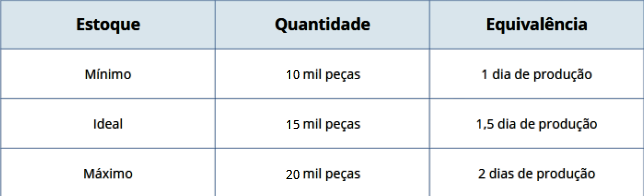 Estoque Quantidade Equivalência
Mínimo 10 mil peças 1 dia de produção
Ideal 15 mil peças 1,5 dia de produção
Máximo 20 mil peças 2 dias de produção